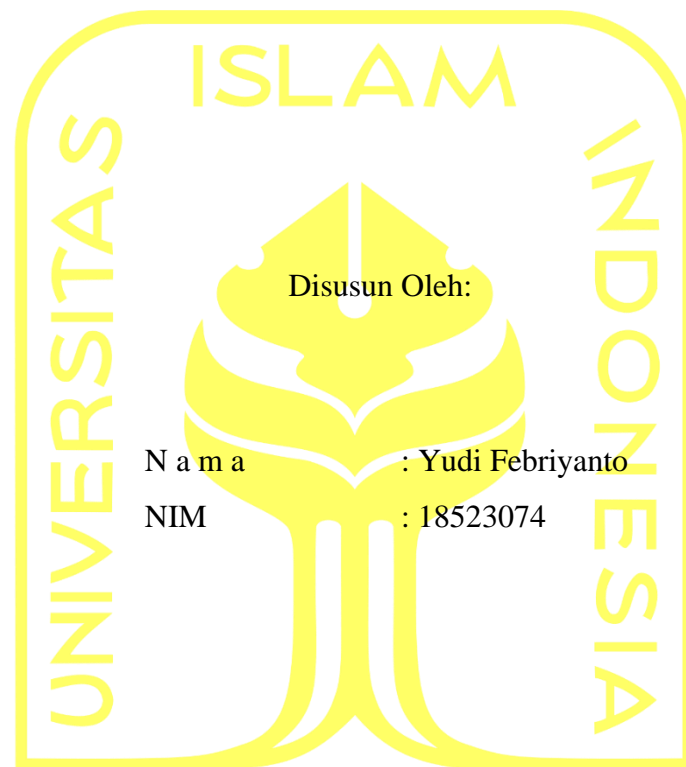 ISLAM
UNIVERSITAS
INDONESIA
Disusun Oleh:
N a m a : Yudi Febriyanto
NIM : 18523074